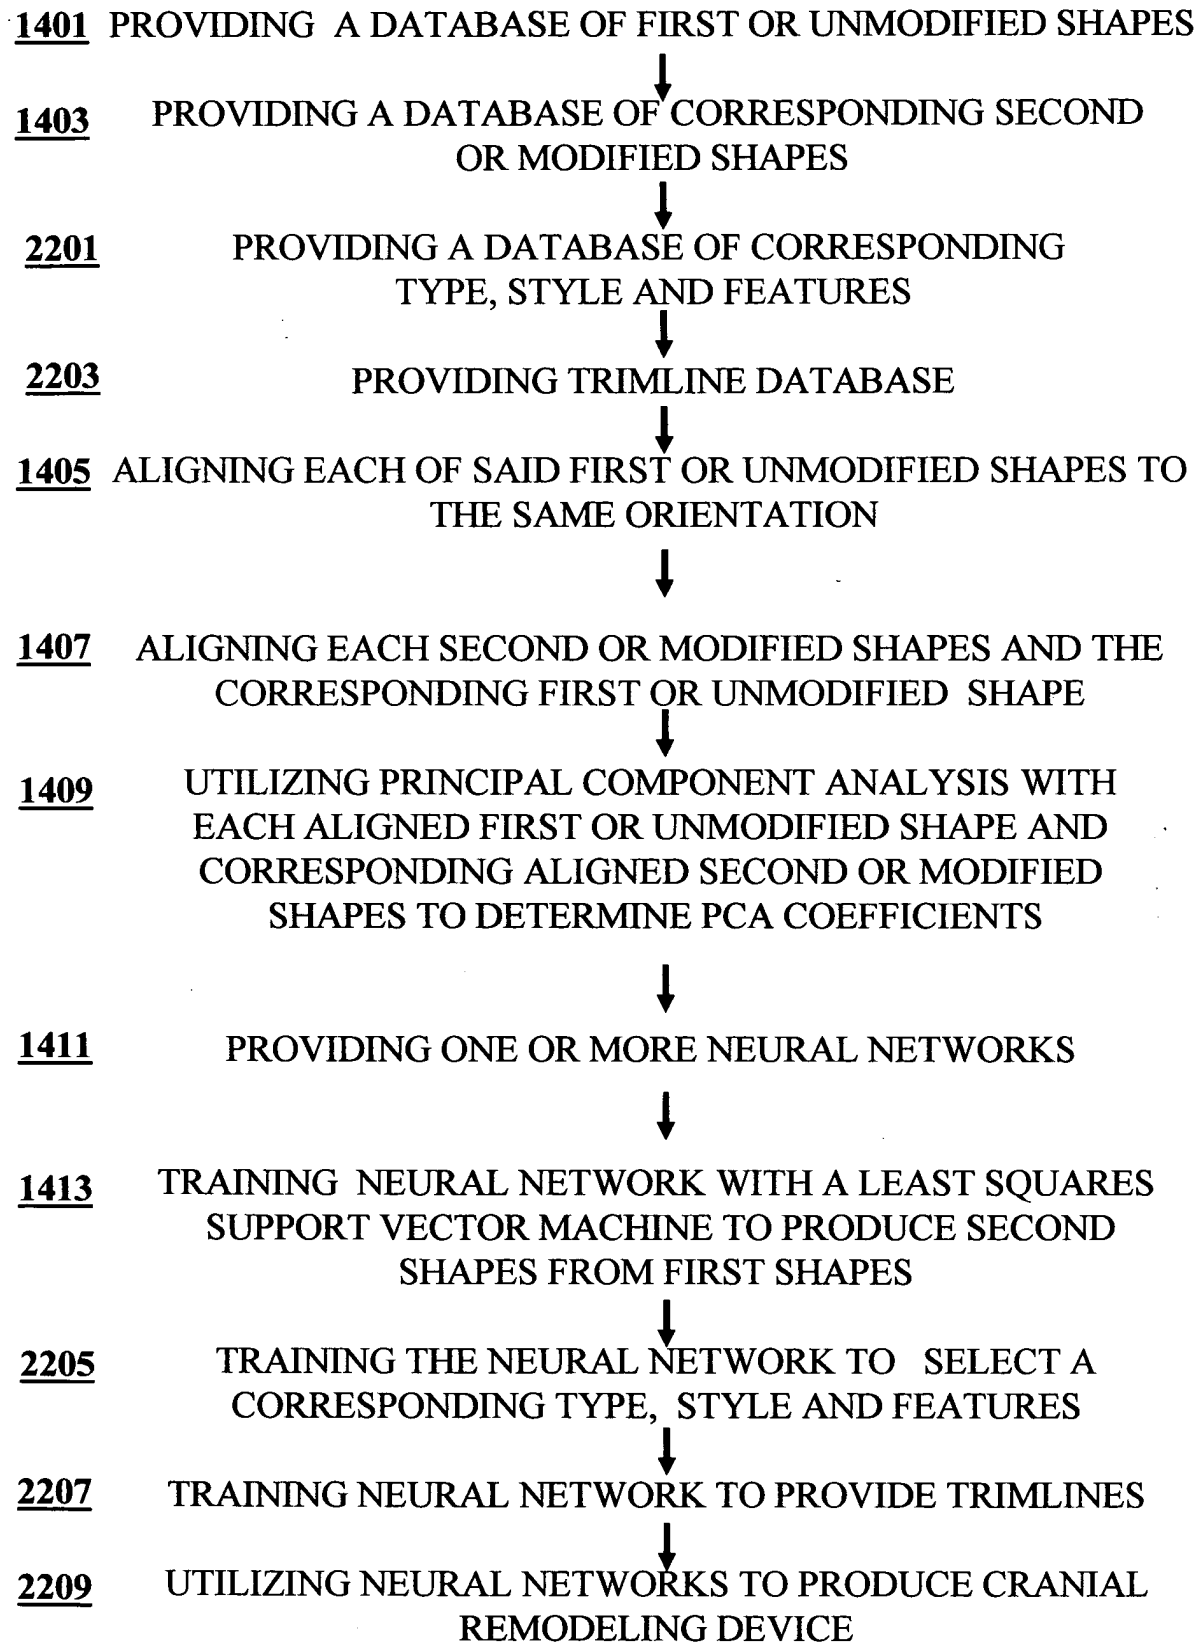 1401 PROVIDING A DATABASE OF FIRST OR UNMODIFIED SHAPES
1403 PROVIDING A DATABASE OF CORRESPONDING SECOND
OR MODIFIED SHAPES
2201 PROVIDING A DATABASE OF CORRESPONDING
TYPE, STYLE AND FEATURES
2203 PROVIDING TRIMLINE DATABASE
1405 ALIGNING EACH OF SAID FIRST OR UNMODIFIED SHAPES TO
THE SAME ORIENTATION
1407 ALIGNING EACH SECOND OR MODIFIED SHAPES AND THE
CORRESPONDING FIRST OR UNMODIFIED SHAPE
1409 UTILIZING PRINCIPAL COMPONENT ANALYSIS WITH
EACH ALIGNED FIRST OR UNMODIFIED SHAPE AND
CORRESPONDING ALIGNED SECOND OR MODIFIED
SHAPES TO DETERMINE PCA COEFFICIENTS
1411 PROVIDING ONE OR MORE NEURAL NETWORKS
1413 TRAINING NEURAL NETWORK WITH A LEAST SQUARES
SUPPORT VECTOR MACHINE TO PRODUCE SECOND
SHAPES FROM FIRST SHAPES
2205 TRAINING THE NEURAL NETWORK TO SELECT A
CORRESPONDING TYPE, STYLE AND FEATURES
2207 TRAINING NEURAL NETWORK TO PROVIDE TRIMLINES
2209 UTILIZING NEURAL NETWORKS TO PRODUCE CRANIAL
REMODELING DEVICE